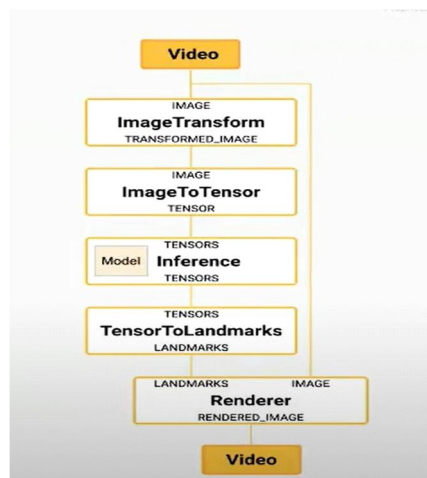 Video
IMAGE
ImageTransform
TRANSFORMED_IMAGE
IMAGE
ImageToTensor
TENSOR
TENSORS
Model
Inference
TENSORS
TENSORS
TensorToLandmarks
LANDMARKS
LANDMARKS IMAGE
Renderer
RENDERED_IMAGE
Video